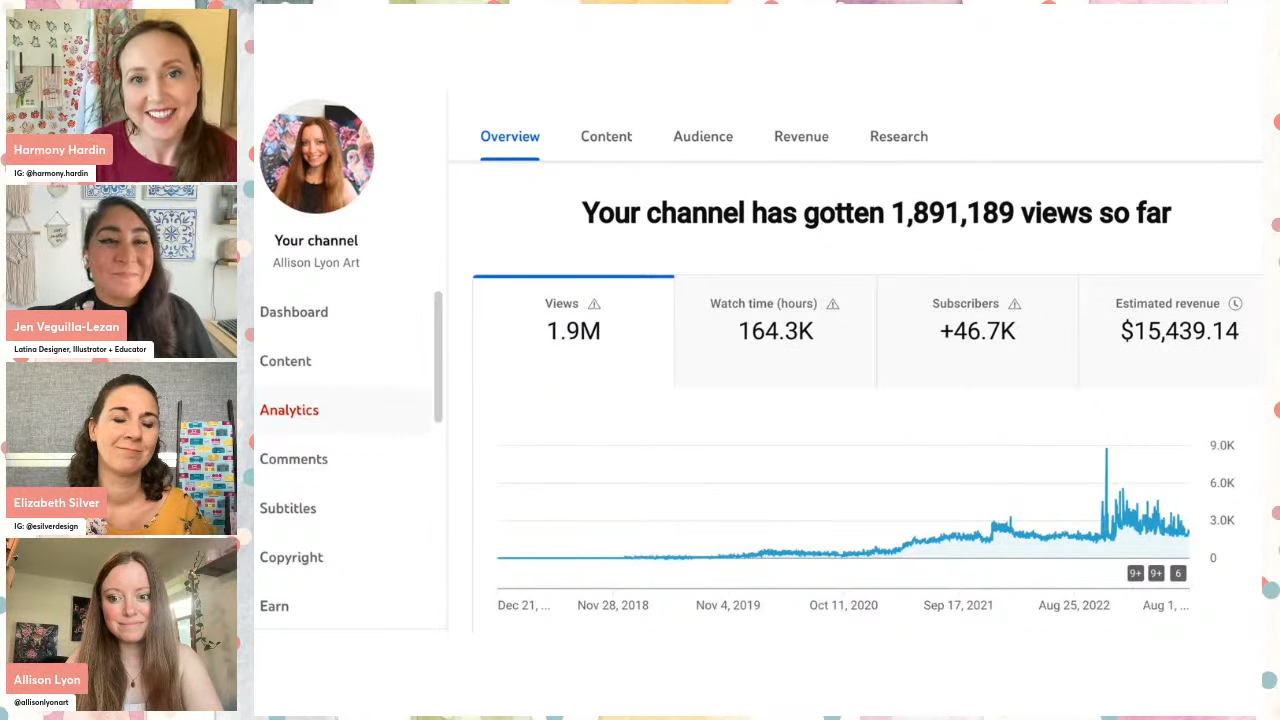 Harmony Hardin
IG: @harmony.hardin
Jen Veguilla-Lezan
Latina Designer, Illustrator + Educator
Elizabeth Silver
IG: @esilverdesign
Allison Lyon
@allisonlyonart
Your channel
Allison Lyon Art
Dashboard
Content
Analytics
Comments
Subtitles
Copyright
Earn
Overview Content Audience Revenue Research
Your channel has gotten 1,891,189 views so far
Views Watch time (hours) Subscribers Estimated revenue
1.9M 164.3K +46.7K $15,439.14
9.0K
6.0K
3.0K
0
9+ 9+ 6
Dec 21, ... Nov 28, 2018 Nov 4, 2019 Oct 11, 2020 Sep 17, 2021 Aug 25, 2022 Aug 1, ...